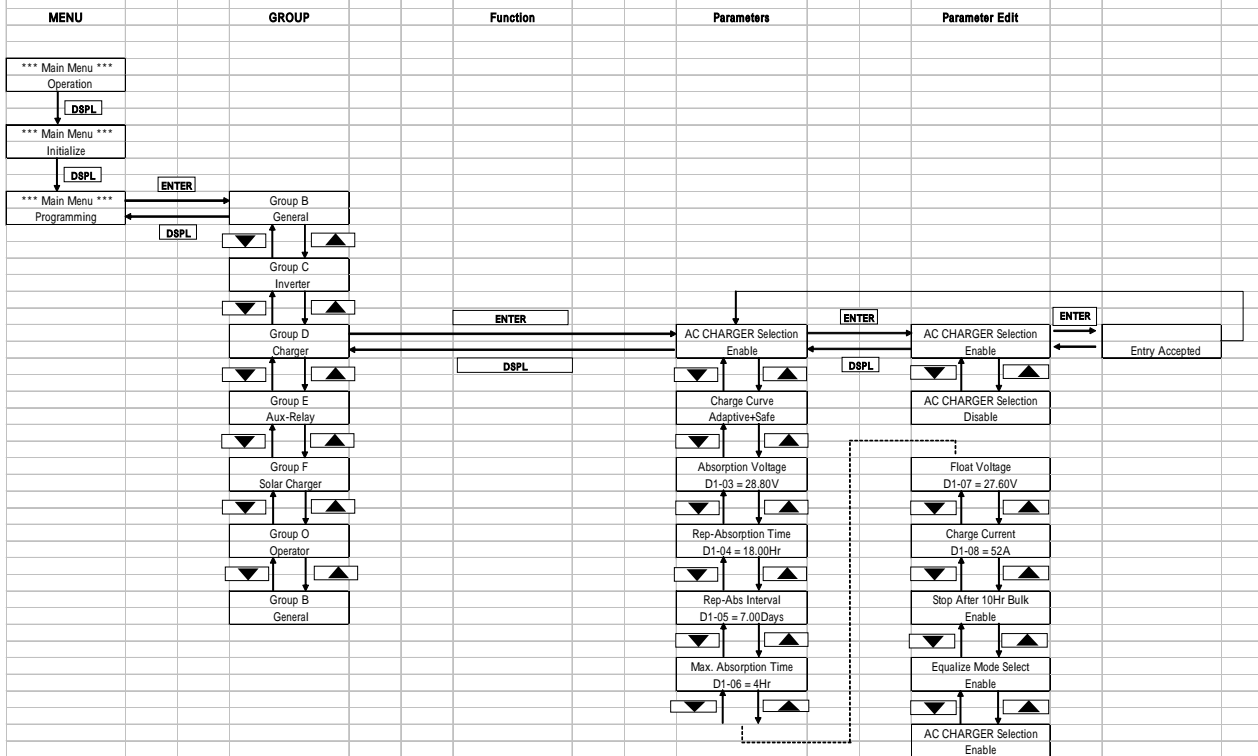 MENU
GROUP
Function
Parameters
Parameter Edit
*** Main Menu ***
Operation
DSPL
*** Main Menu ***
Initialize
DSPL
*** Main Menu ***
Programming
ENTER
DSPL
Group B
General
Group C
Inverter
Group D
Charger
Group E
Aux-Relay
Group F
Solar Charger
Group O
Operator
Group B
General
ENTER
DSPL
AC CHARGER Selection
Enable
Charge Curve
Adaptive+Safe
Absorption Voltage
D1-03 = 28.80V
Rep-Absorption Time
D1-04 = 18.00Hr
Rep-Abs Interval
D1-05 = 7.00Days
Max. Absorption Time
D1-06 = 4Hr
ENTER
DSPL
AC CHARGER Selection
Enable
AC CHARGER Selection
Disable
Float Voltage
D1-07 = 27.60V
Charge Current
D1-08 = 52A
Stop After 10Hr Bulk
Enable
Equalize Mode Select
Enable
AC CHARGER Selection
Enable
ENTER
Entry Accepted